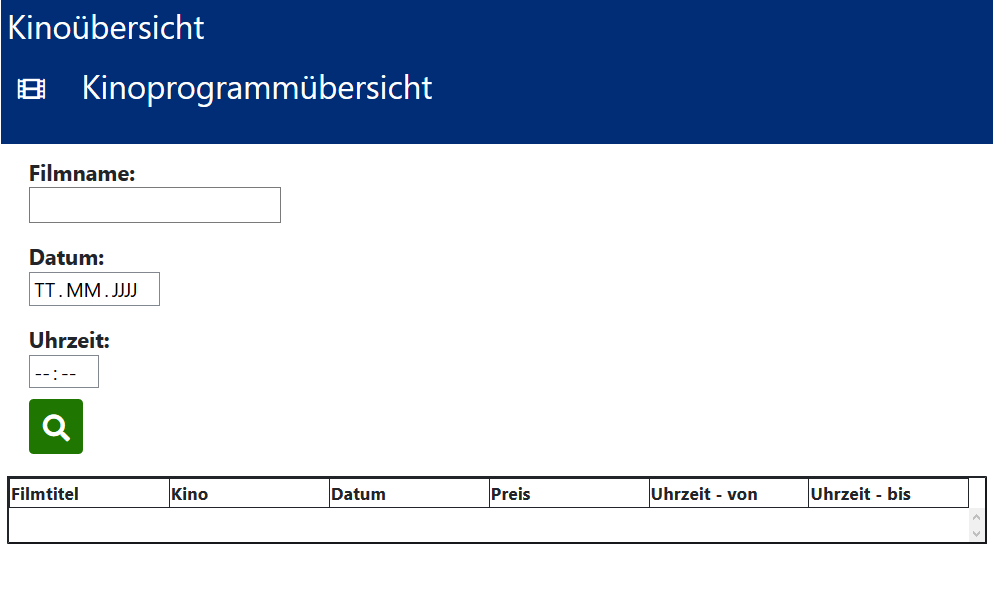 Kinoübersicht
Kinoprogrammübersicht
Filmname:
Datum:
TT.MM.JJJJ
Uhrzeit:
--:--
Filmtitel Kino Datum Preis Uhrzeit - von Uhrzeit - bis